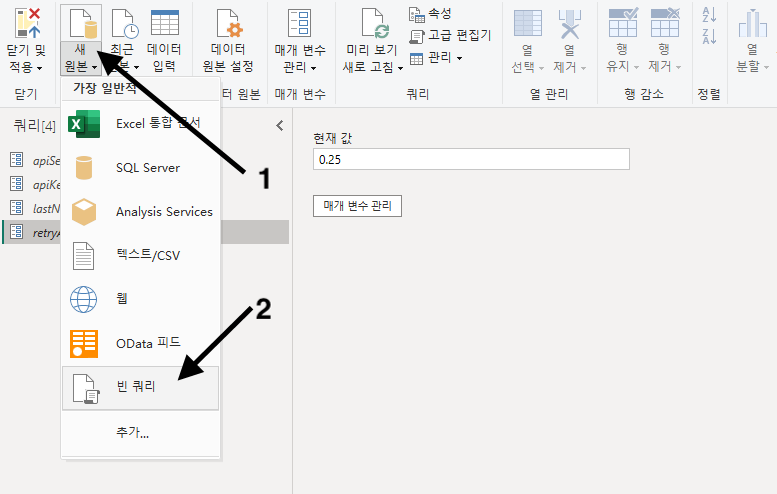 닫기 및
적용
새
원본
최근
데이터
입력
데이터
원본 설정
매개 변수
관리
미리 보기
새로 고침
속성
고급 편집기
관리
열
선택
열
제거
행
유지
행
제거
A
Z
Z
A
열
분할
닫기
가장 일반적
터 원본
매개 변수
쿼리
열 관리
행 감소
정렬
쿼리[4]
Excel 통합 문서
SQL Server
Analysis Services
텍스트/CSV
웹
OData 피드
빈 쿼리
추가...
apiSe
apiKe
lastN
retryA
현재 값
0.25
매개 변수 관리
1
2